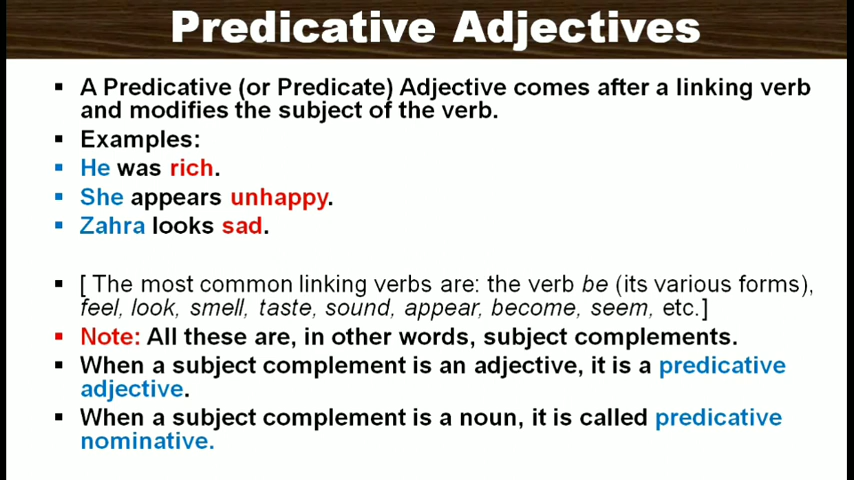 Predicative Adjectives
▪ A Predicative (or Predicate) Adjective comes after a linking verb
and modifies the subject of the verb.
▪ Examples:
▪ He was rich.
▪ She appears unhappy.
▪ Zahra looks sad.
▪ [ The most common linking verbs are: the verb be (its various forms),
feel, look, smell, taste, sound, appear, become, seem, etc.]
▪ Note: All these are, in other words, subject complements.
▪ When a subject complement is an adjective, it is a predicative
adjective.
▪ When a subject complement is a noun, it is called predicative
nominative.